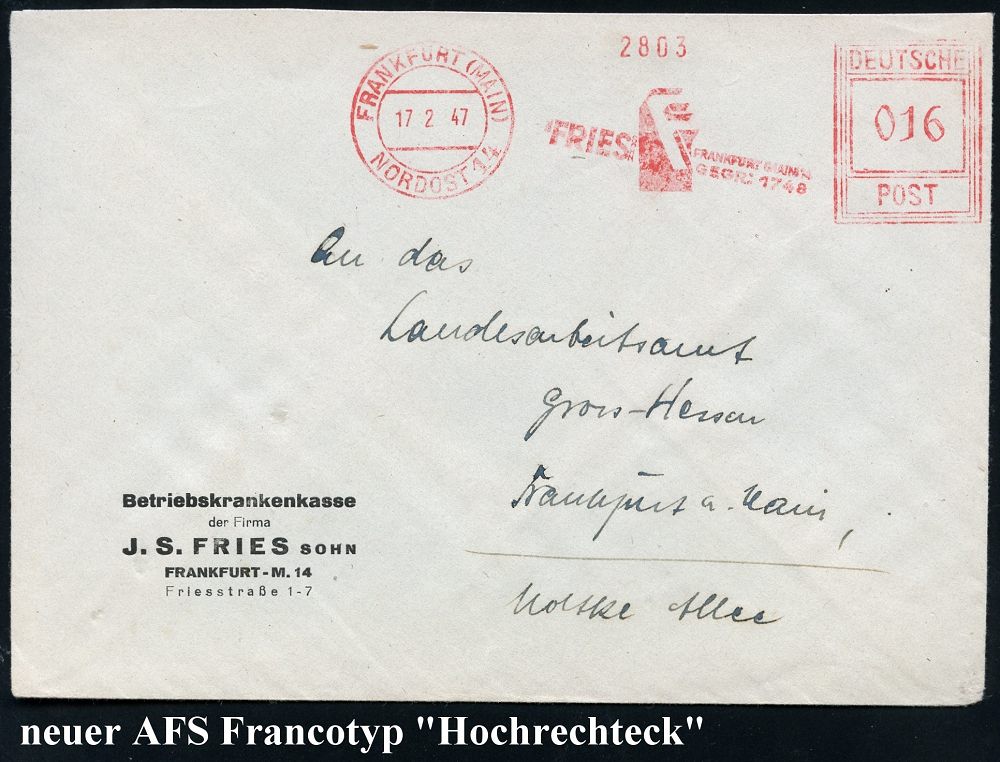 FRANKFURT (MAIN)
17 2 47
NORDOST 14
2803
FRIES
FRANKFURT (MAIN)
GEGR. 1748
DEUTSCHE
016
POST
An das
Landesarbeitsamt
Gross-Hessen
Frankfurt a. Main,
Moltke Allee
Betriebskrankenkasse
der Firma
J. S. FRIES SOHN
FRANKFURT-M. 14
Friesstraße 1-7
neuer AFS Francotyp "Hochrechteck"